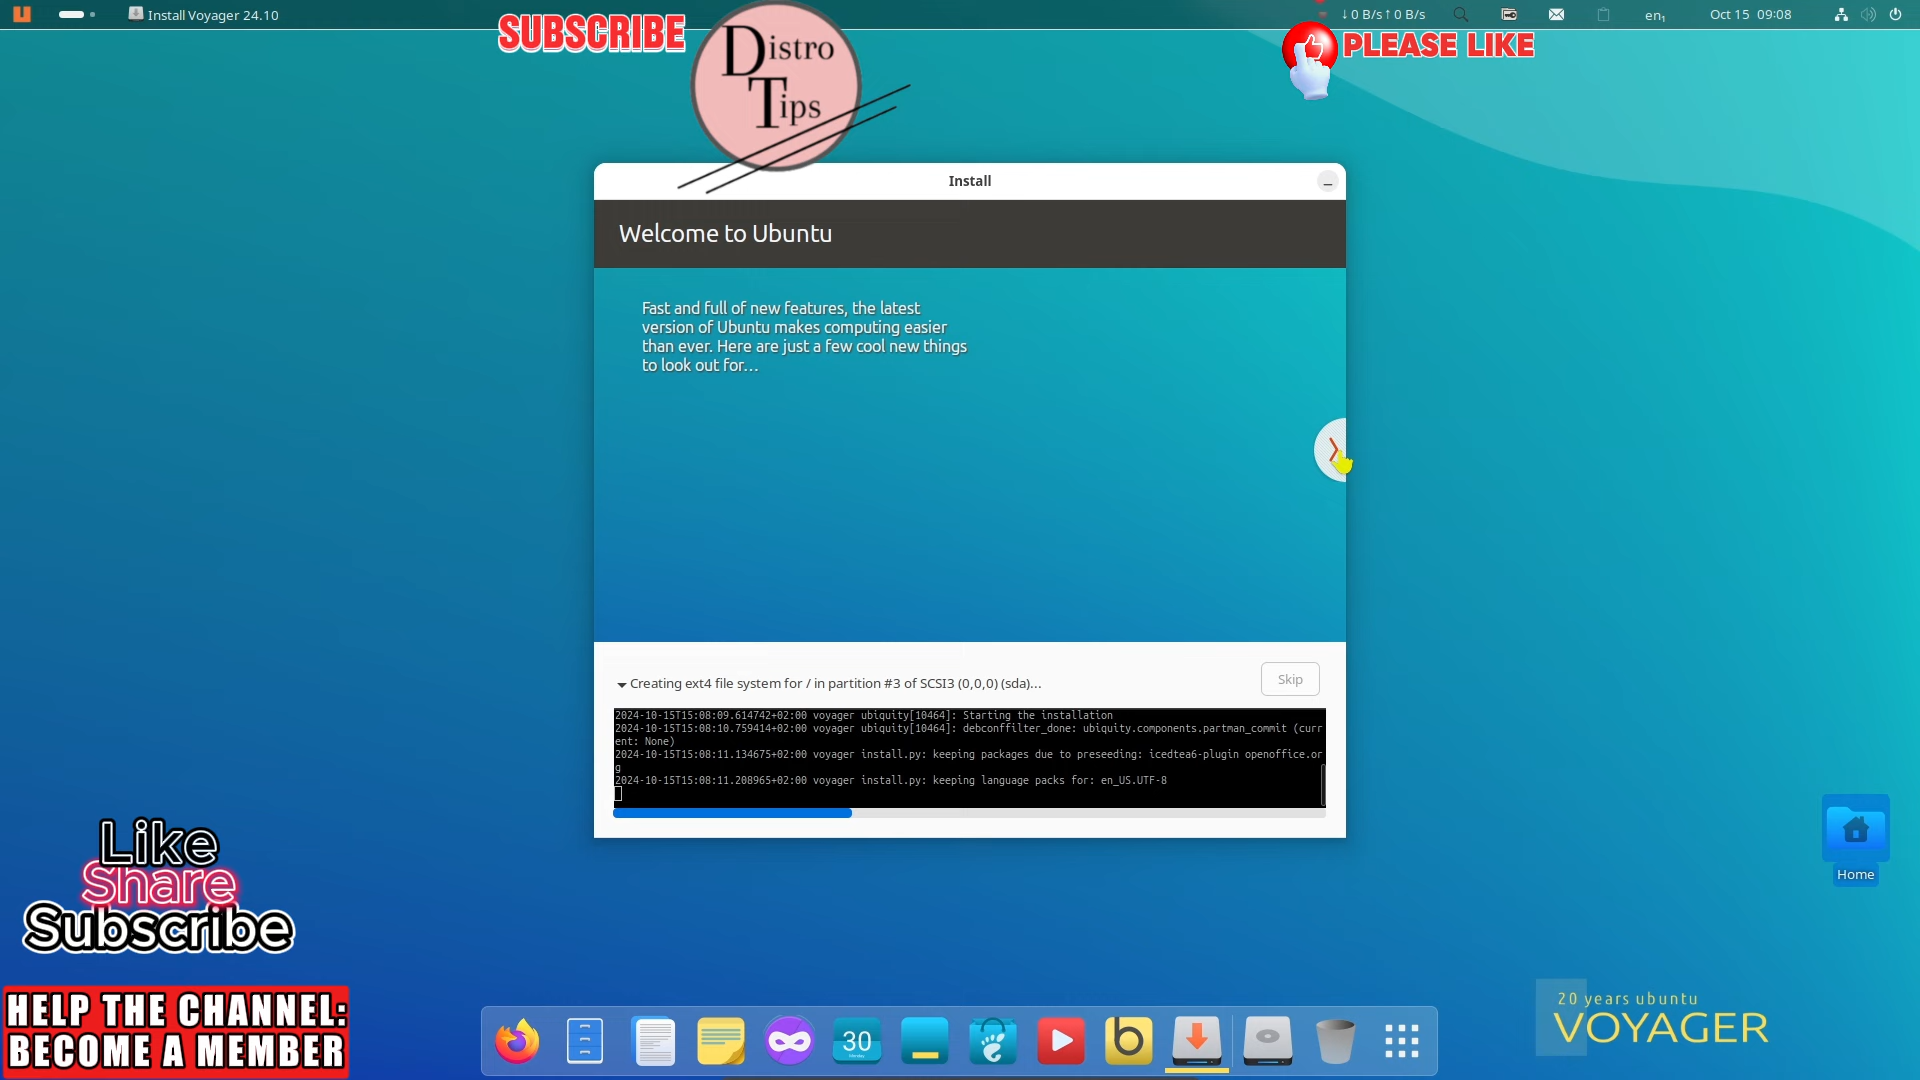 Install Voyager 24.10
↓0 B/s↑0 B/s
en₁
Oct 15 09:08
SUBSCRIBE
Distro
Tips
PLEASE LIKE
Install
Welcome to Ubuntu
Fast and full of new features, the latest
version of Ubuntu makes computing easier
than ever. Here are just a few cool new things
to look out for…
Creating ext4 file system for / in partition #3 of SCSI3 (0,0,0) (sda)...
Skip
2024-10-15T15:08:09.614742+02:00 voyager ubiquity[10464]: Starting the installation
2024-10-15T15:08:10.759414+02:00 voyager ubiquity[10464]: debconffilter_done: ubiquity.components.partman_commit (curr
ent: None)
2024-10-15T15:08:11.134675+02:00 voyager install.py: keeping packages due to preseeding: icedtea6-plugin openoffice.or
g
2024-10-15T15:08:11.208965+02:00 voyager install.py: keeping language packs for: en_US.UTF-8
Home
Like
Share
Subscribe
HELP THE CHANNEL:
BECOME A MEMBER
30
Monday
b
20 years ubuntu
VOYAGER